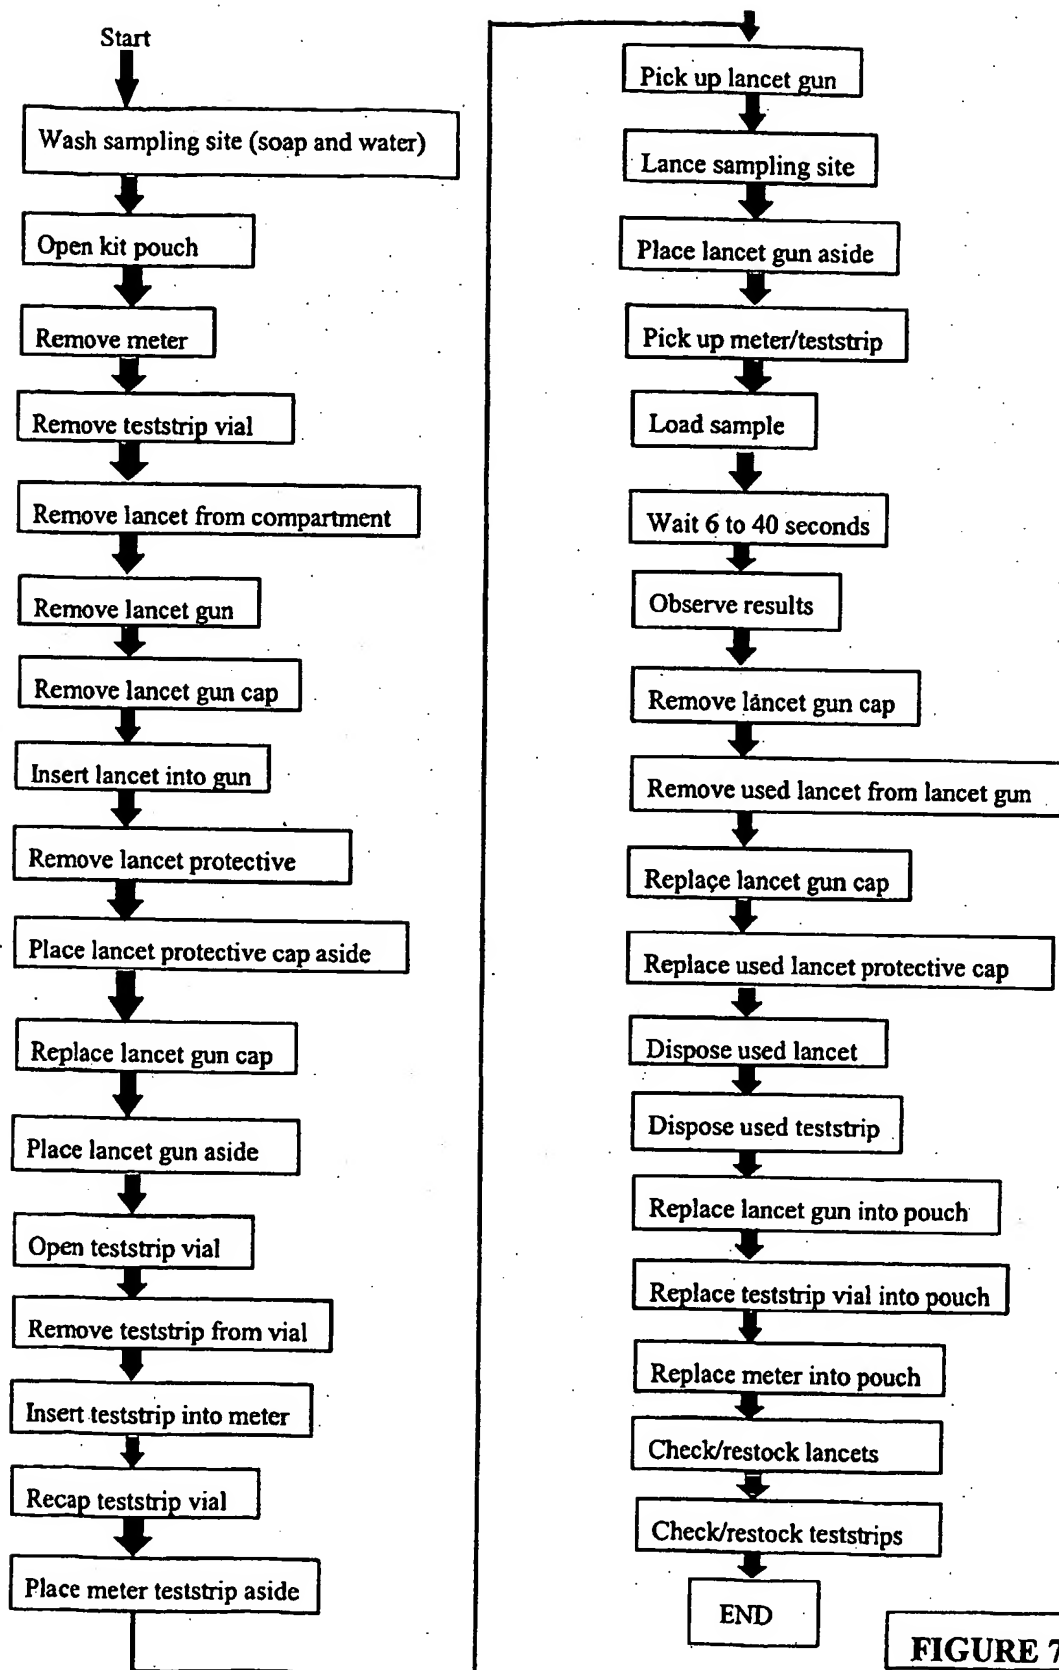 Start
Wash sampling site (soap and water)
Open kit pouch
Remove meter
Remove teststrip vial
Remove lancet from compartment
Remove lancet gun
Remove lancet gun cap
Insert lancet into gun
Remove lancet protective
Place lancet protective cap aside
Replace lancet gun cap
Place lancet gun aside
Open teststrip vial
Remove teststrip from vial
Insert teststrip into meter
Recap teststrip vial
Place meter teststrip aside
Pick up lancet gun
Lance sampling site
Place lancet gun aside
Pick up meter/teststrip
Load sample
Wait 6 to 40 seconds
Observe results
Remove lancet gun cap
Remove used lancet from lancet gun
Replace lancet gun cap
Replace used lancet protective cap
Dispose used lancet
Dispose used teststrip
Replace lancet gun into pouch
Replace teststrip vial into pouch
Replace meter into pouch
Check/restock lancets
Check/restock teststrips
END
FIGURE 7